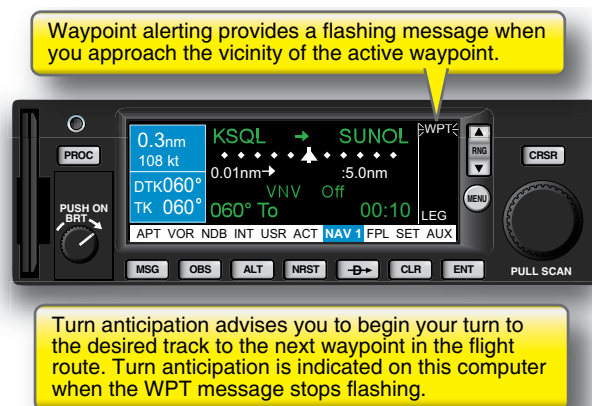 Waypoint alerting provides a flashing message when
you approach the vicinity of the active waypoint.
PROC
PUSH ON
BRT
0.3nm
108 kt
DTK060°
TK 060°
KSQL → SUNOL
0.01nm→ :5.0nm
VNV Off
060° To 00:10
WPT
LEG
APT VOR NDB INT USR ACT NAV 1 FPL SET AUX
RNG
MENU
CRSR
PULL SCAN
MSG OBS ALT NRST D CLR ENT
Turn anticipation advises you to begin your turn to
the desired track to the next waypoint in the flight
route. Turn anticipation is indicated on this computer
when the WPT message stops flashing.